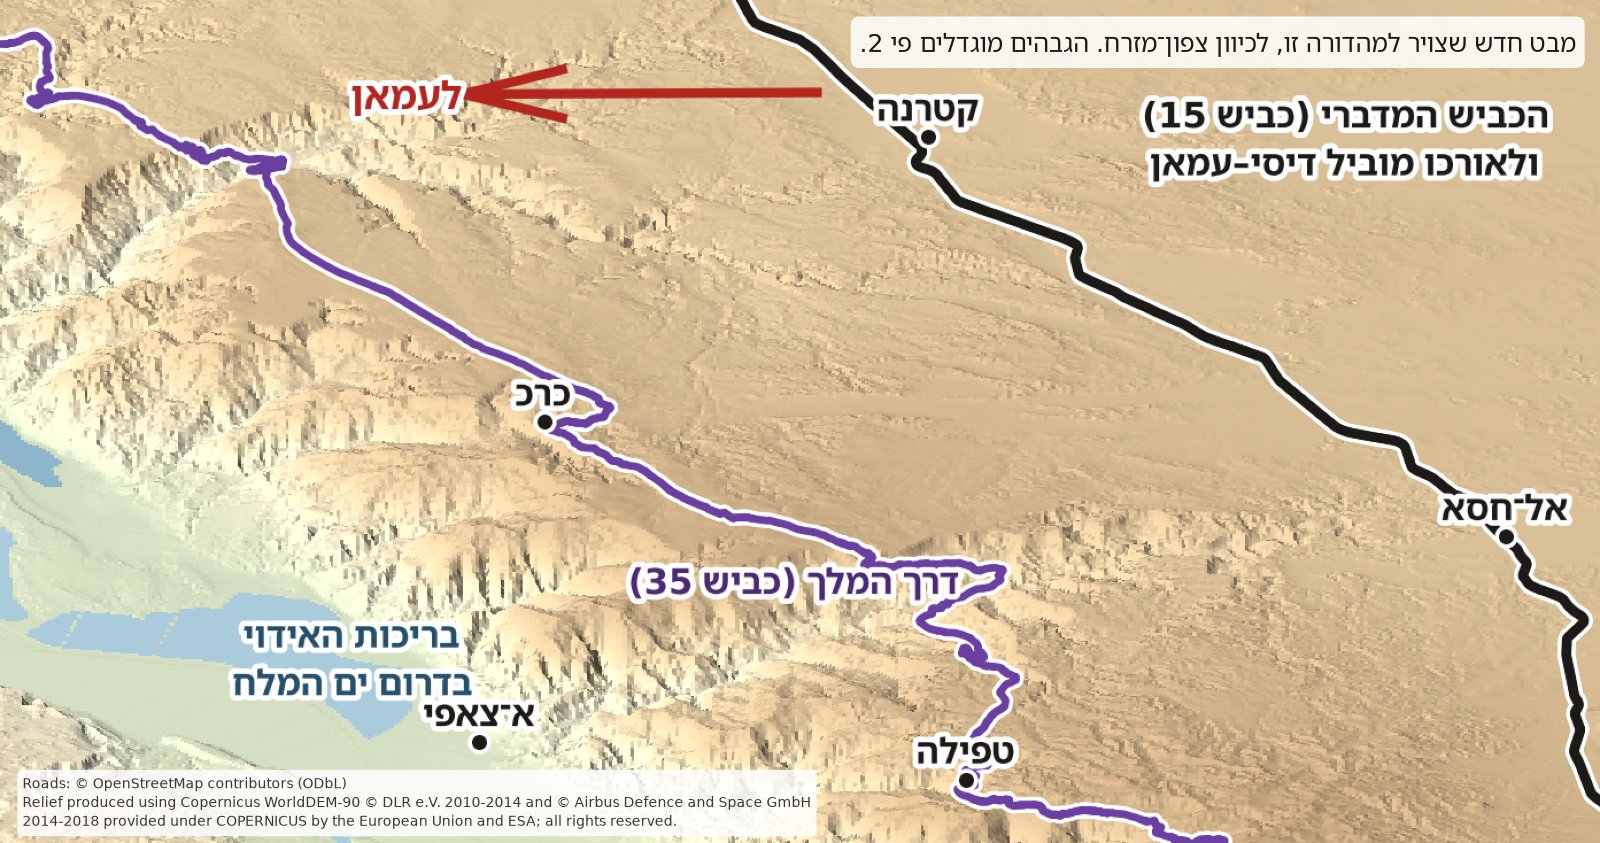 מבט חדש שצויר למהדורה זו, לכיוון צפון־מזרח. הגבהים מוגדלים פי 2.
לעמאן
קטרנה
הכביש המדברי (כביש 15)
ולאורכו מוביל דיסי–עמאן
כרכ
אל־חסא
דרך המלך (כביש 35)
בריכות האידוי
בדרום ים המלח
א־צאפי
טפילה
Roads: © OpenStreetMap contributors (ODbL)
Relief produced using Copernicus WorldDEM-90 © DLR e.V. 2010-2014 and © Airbus Defence and Space GmbH
2014-2018 provided under COPERNICUS by the European Union and ESA; all rights reserved.